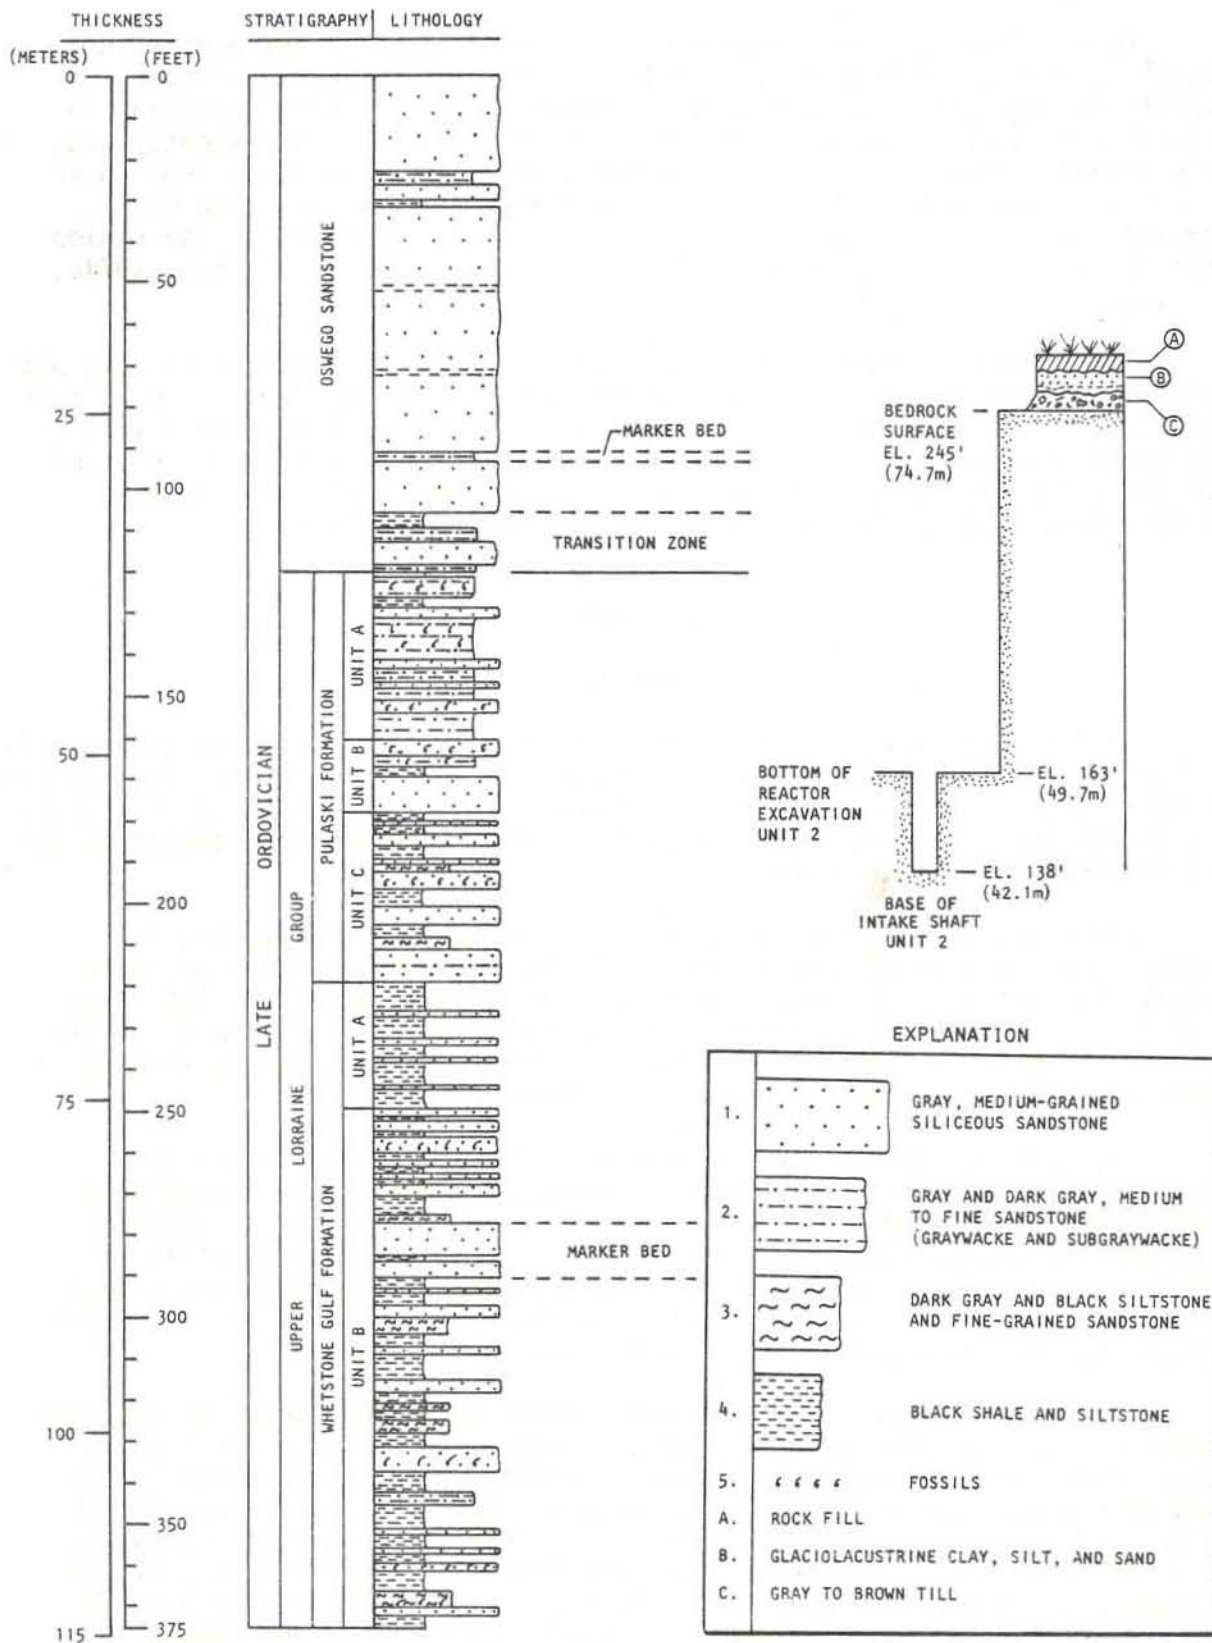 THICKNESS
STRATIGRAPHY
LITHOLOGY
(METERS)
(FEET)
0
25
50
75
100
115
0
50
100
150
200
250
300
350
375
LATE ORDOVICIAN
OSWEGO SANDSTONE
UPPER LORRAINE GROUP
PULASKI FORMATION
UNIT A
UNIT B
UNIT C
WHETSTONE GULF FORMATION
UNIT A
UNIT B
MARKER BED
TRANSITION ZONE
MARKER BED
A
B
C
BEDROCK
SURFACE
EL. 245'
(74.7m)
BOTTOM OF
REACTOR
EXCAVATION
UNIT 2
EL. 163'
(49.7m)
EL. 138'
(42.1m)
BASE OF
INTAKE SHAFT
UNIT 2
EXPLANATION
1. GRAY, MEDIUM-GRAINED
SILICEOUS SANDSTONE
2. GRAY AND DARK GRAY, MEDIUM
TO FINE SANDSTONE
(GRAYWACKE AND SUBGRAYWACKE)
3. DARK GRAY AND BLACK SILTSTONE
AND FINE-GRAINED SANDSTONE
4. BLACK SHALE AND SILTSTONE
5. FOSSILS
A. ROCK FILL
B. GLACIOLACUSTRINE CLAY, SILT, AND SAND
C. GRAY TO BROWN TILL